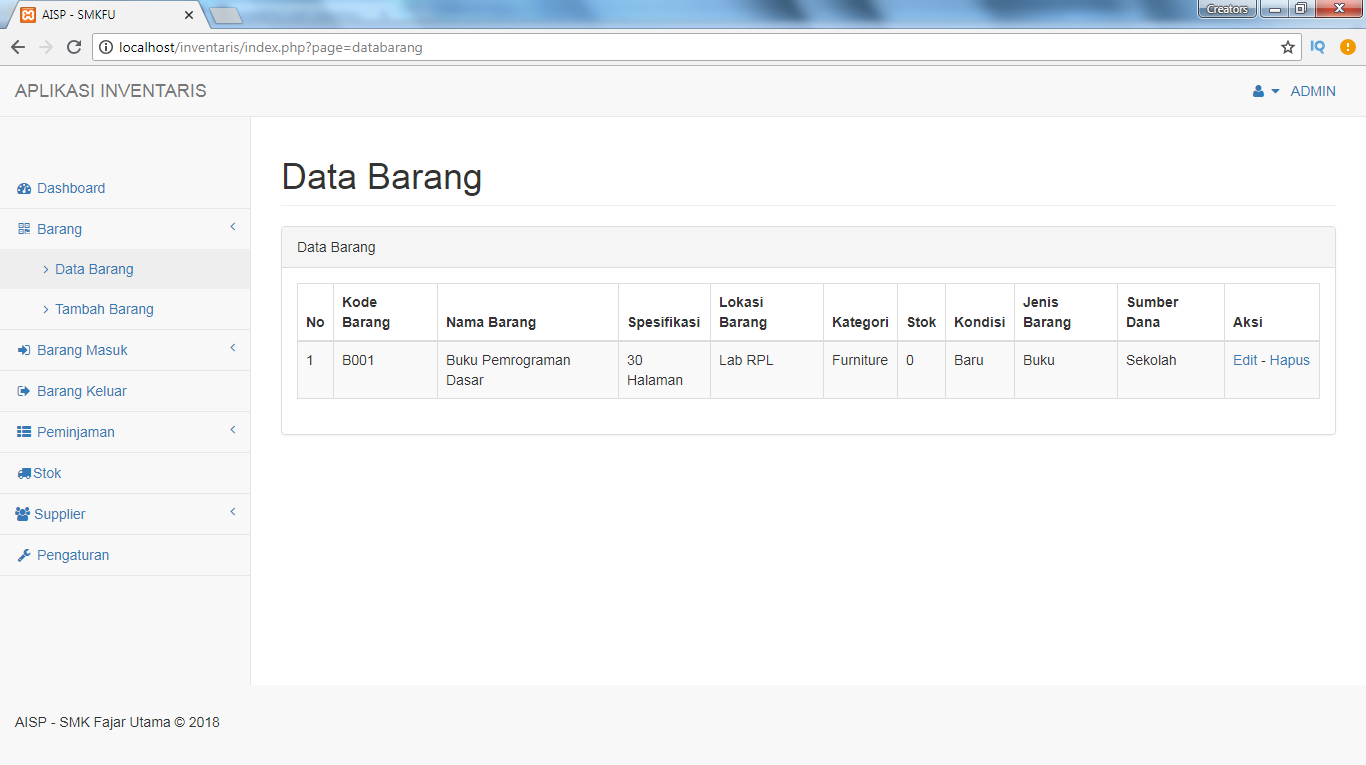 AISP - SMKFU
Creators
localhost/inventaris/index.php?page=databarang
IQ
APLIKASI INVENTARIS
ADMIN
Dashboard
Barang
Data Barang
Tambah Barang
Barang Masuk
Barang Keluar
Peminjaman
Stok
Supplier
Pengaturan
Data Barang
Data Barang
No Kode Barang Nama Barang Spesifikasi Lokasi Barang Kategori Stok Kondisi Jenis Barang Sumber Dana Aksi
1 B001 Buku Pemrograman Dasar 30 Halaman Lab RPL Furniture 0 Baru Buku Sekolah Edit - Hapus
AISP - SMK Fajar Utama © 2018